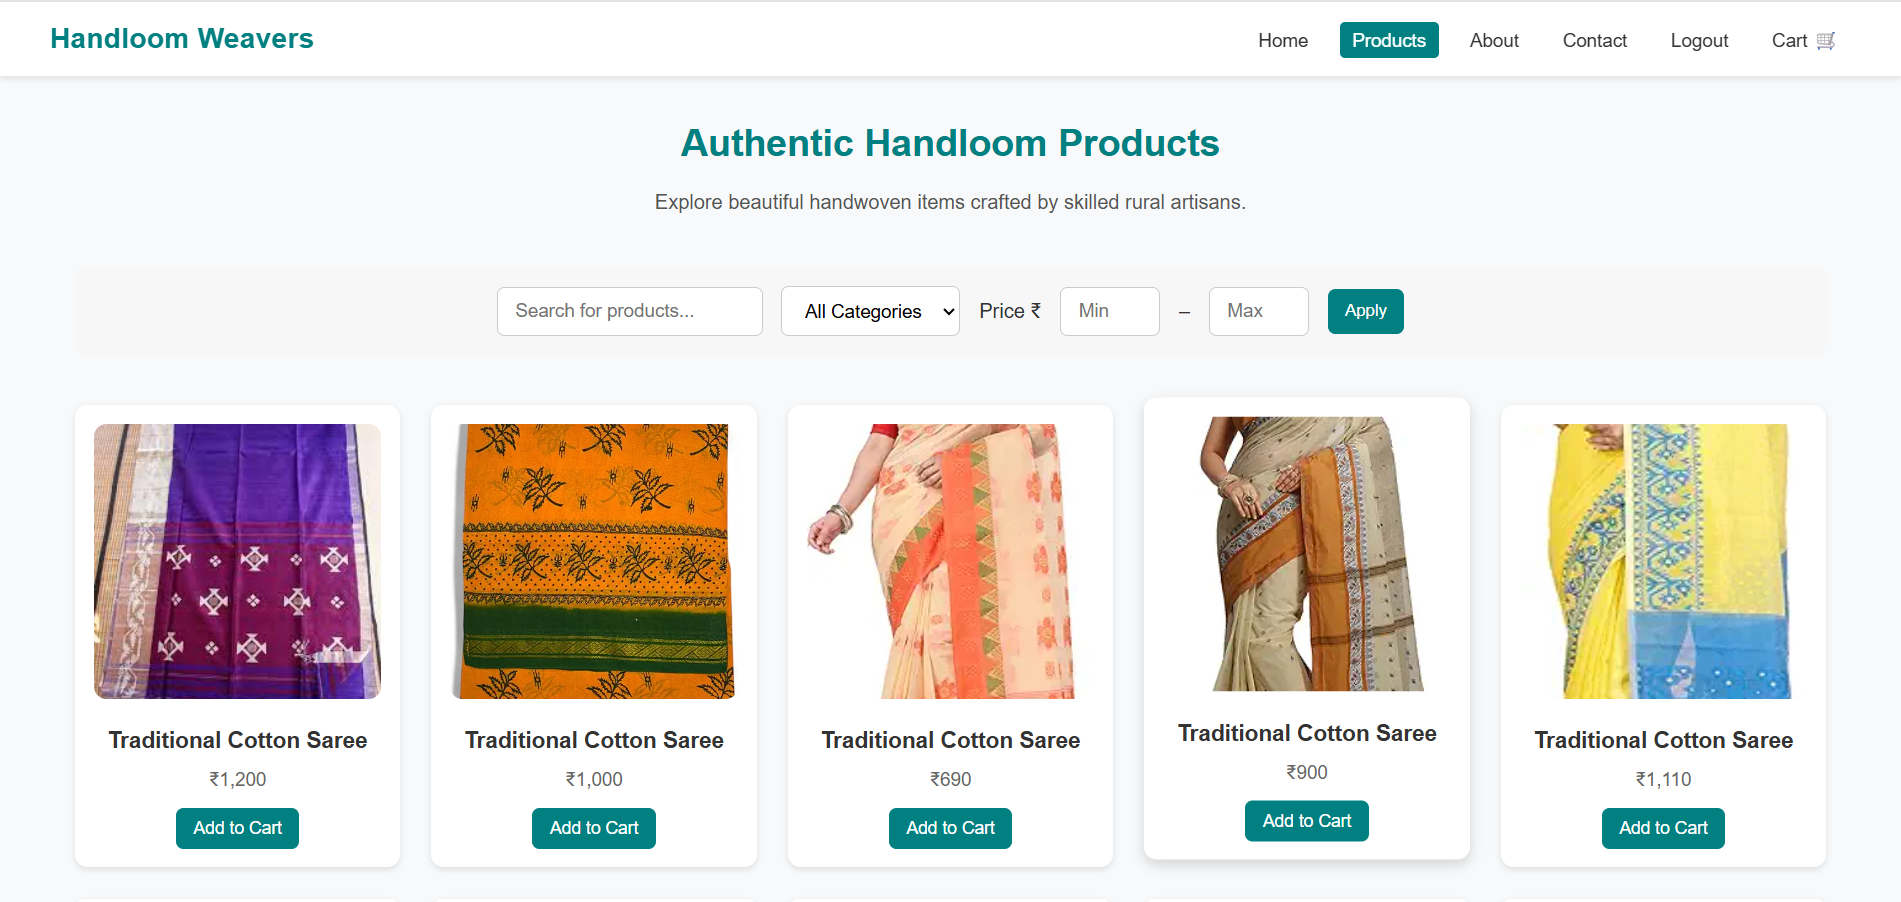 Handloom Weavers
Home Products About Contact Logout Cart 🛒
Authentic Handloom Products
Explore beautiful handwoven items crafted by skilled rural artisans.
Search for products... All Categories Price ₹ Min – Max Apply
Traditional Cotton Saree
₹1,200
Add to Cart
Traditional Cotton Saree
₹1,000
Add to Cart
Traditional Cotton Saree
₹690
Add to Cart
Traditional Cotton Saree
₹900
Add to Cart
Traditional Cotton Saree
₹1,110
Add to Cart